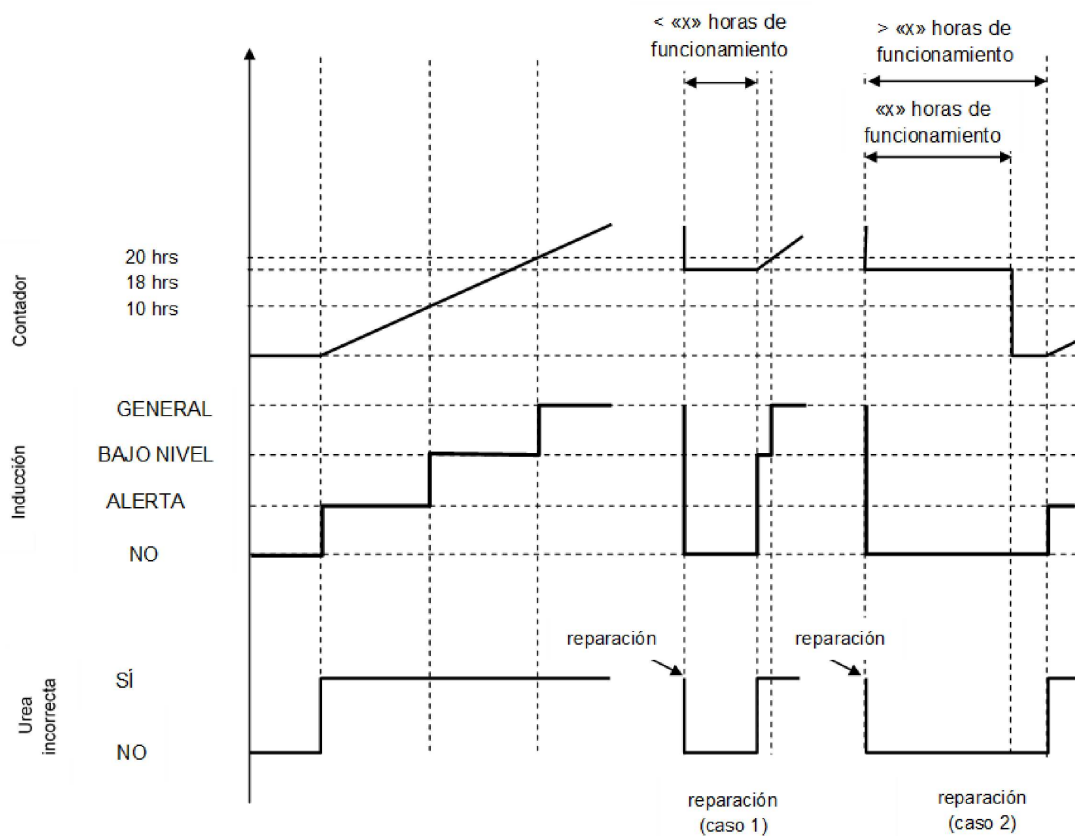 < «x» horas de
funcionamiento
> «x» horas de
funcionamiento
«x» horas de
funcionamiento
Contador
20 hrs
18 hrs
10 hrs
Inducción
GENERAL
BAJO NIVEL
ALERTA
NO
reparación
reparación
Urea
incorrecta
SÍ
NO
reparación
(caso 1)
reparación
(caso 2)